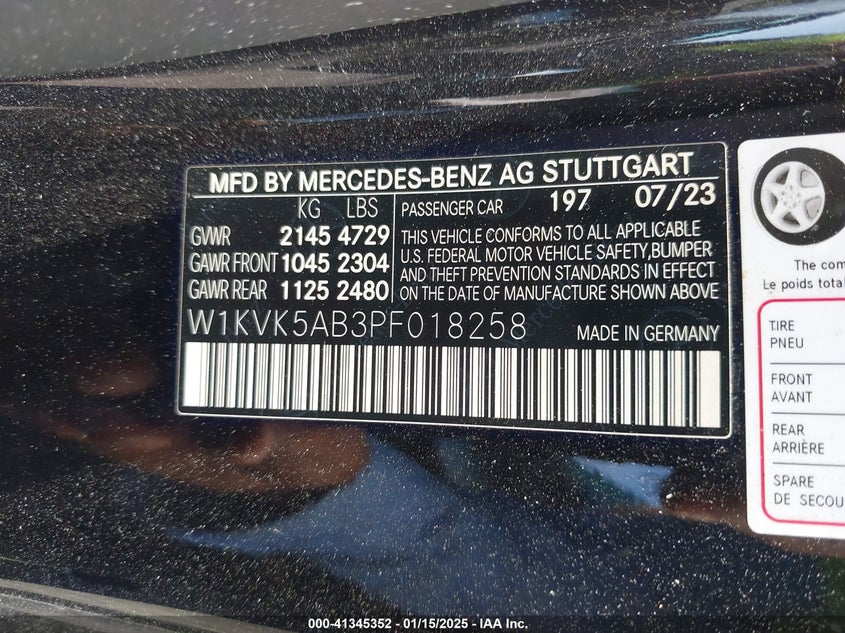 MFD BY MERCEDES-BENZ AG STUTTGART
KG LBS
GVWR 2145 4729
GAWR FRONT 1045 2304
GAWR REAR 1125 2480
PASSENGER CAR 197 07/23
THIS VEHICLE CONFORMS TO ALL APPLICABLE
U.S. FEDERAL MOTOR VEHICLE SAFETY,BUMPER
AND THEFT PREVENTION STANDARDS IN EFFECT
ON THE DATE OF MANUFACTURE SHOWN ABOVE
W1KVK5AB3PF018258
MADE IN GERMANY
The com
Le poids total
TIRE
PNEU
FRONT
AVANT
REAR
ARRIÈRE
SPARE
DE SECOU
000-41345352 - 01/15/2025 - IAA Inc.